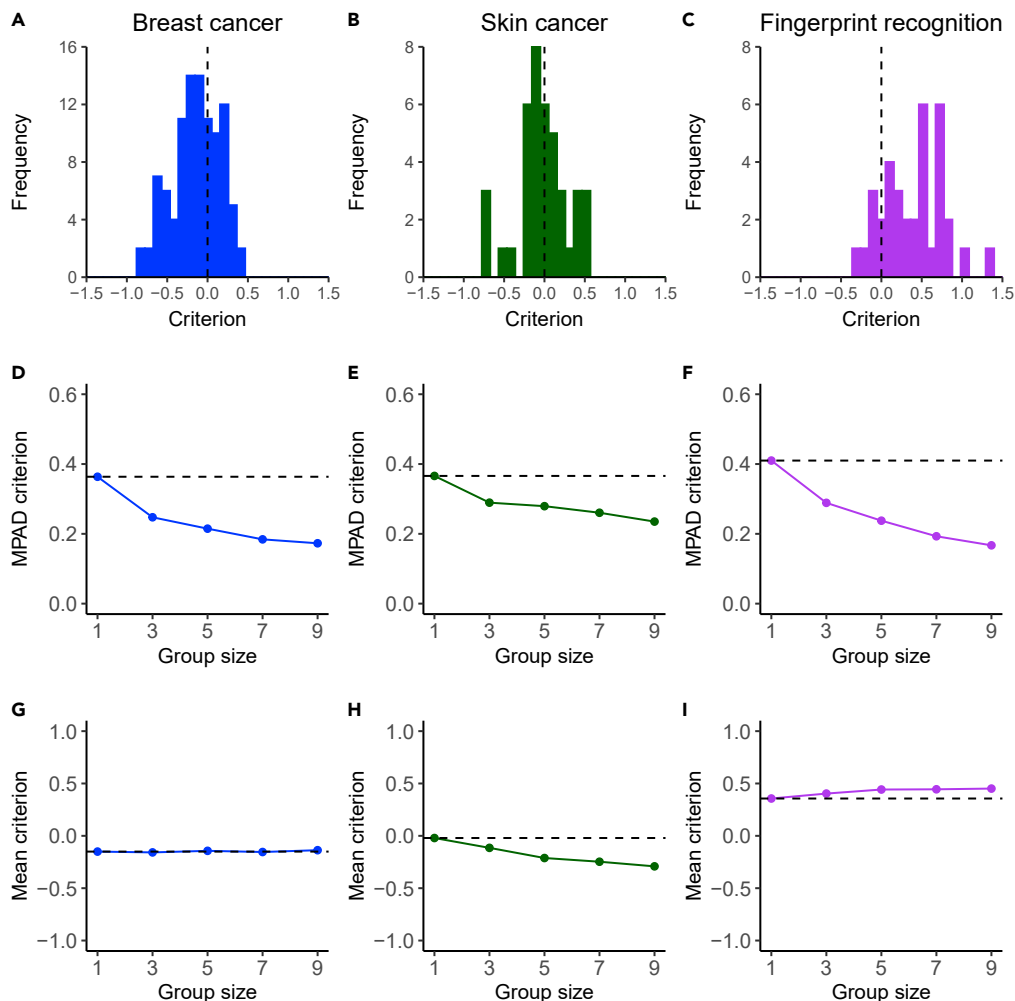 A Breast cancer
B Skin cancer
C Fingerprint recognition
16
12
8
4
0
Frequency
−1.5 −1.0 −0.5 0.0 0.5 1.0 1.5
Criterion
8
6
4
2
0
Frequency
−1.5 −1.0 −0.5 0.0 0.5 1.0 1.5
Criterion
8
6
4
2
0
Frequency
−1.5 −1.0 −0.5 0.0 0.5 1.0 1.5
Criterion
D
0.6
0.4
0.2
0.0
MPAD criterion
1 3 5 7 9
Group size
E
0.6
0.4
0.2
0.0
MPAD criterion
1 3 5 7 9
Group size
F
0.6
0.4
0.2
0.0
MPAD criterion
1 3 5 7 9
Group size
G
1.0
0.5
0.0
−0.5
−1.0
Mean criterion
1 3 5 7 9
Group size
H
1.0
0.5
0.0
−0.5
−1.0
Mean criterion
1 3 5 7 9
Group size
I
1.0
0.5
0.0
−0.5
−1.0
Mean criterion
1 3 5 7 9
Group size